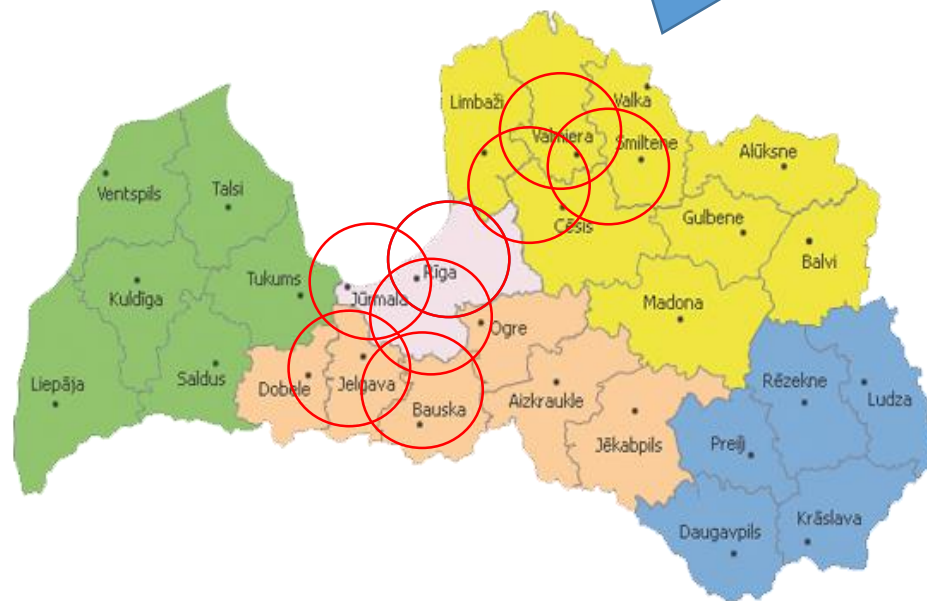 Limbaži
Valka
Valmiera
Smiltene
Alūksne
Ventspils
Talsi
Cēsis
Gulbene
Balvi
Rīga
Tukums
Kuldīga
Jūrmala
Madona
Ogre
Liepāja
Saldus
Dobele
Jelgava
Bauska
Aizkraukle
Rēzekne
Ludza
Jēkabpils
Preiļi
Daugavpils
Krāslava